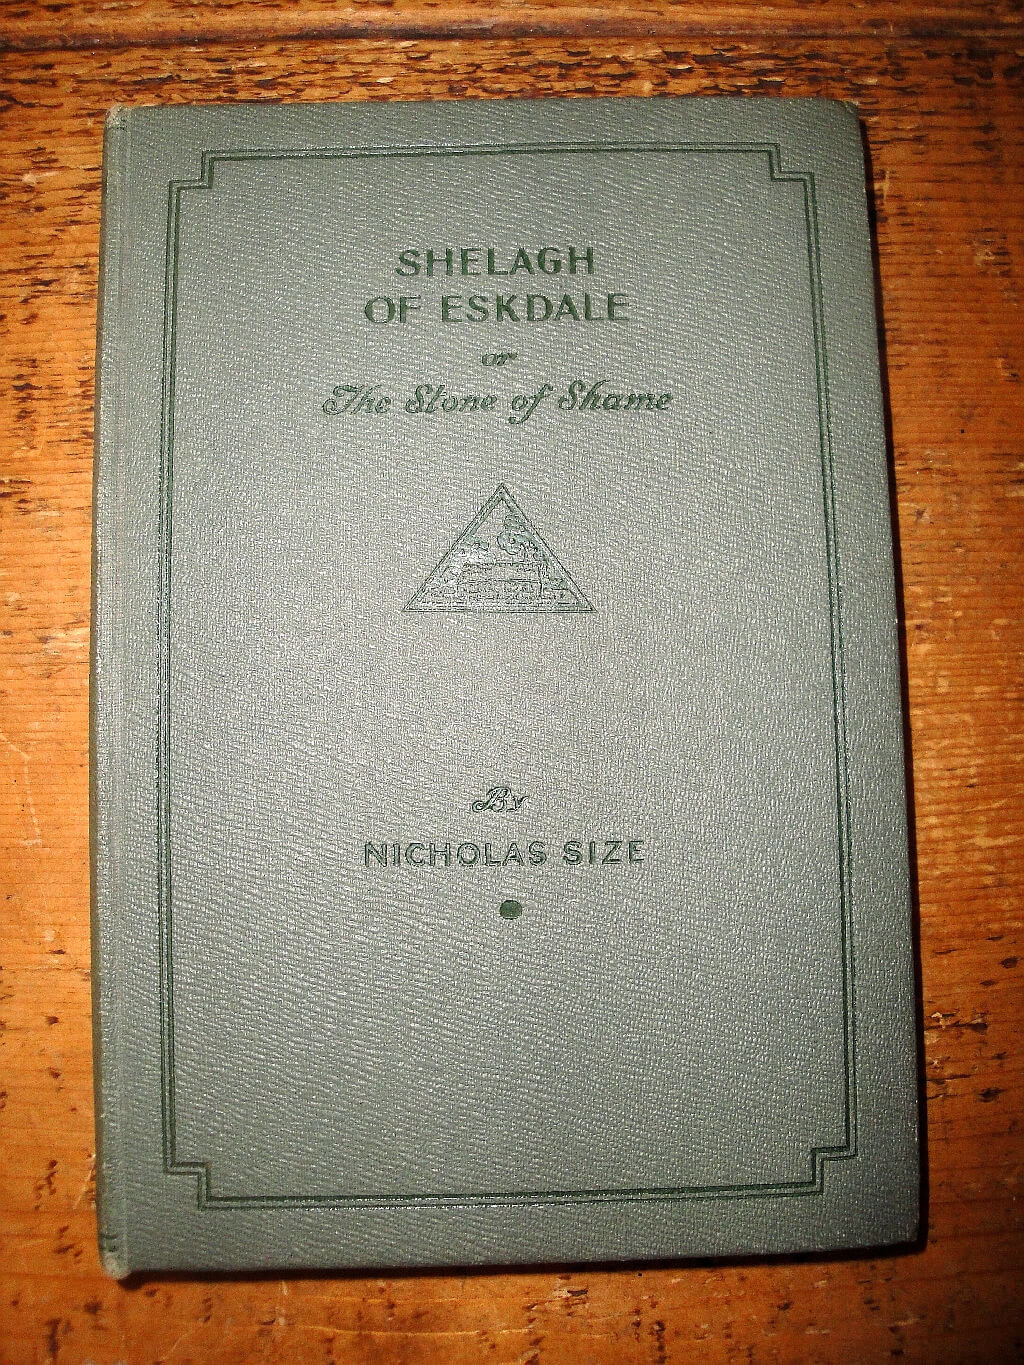 SHELAGH
OF ESKDALE
or
The Stone of Shame
By
NICHOLAS SIZE